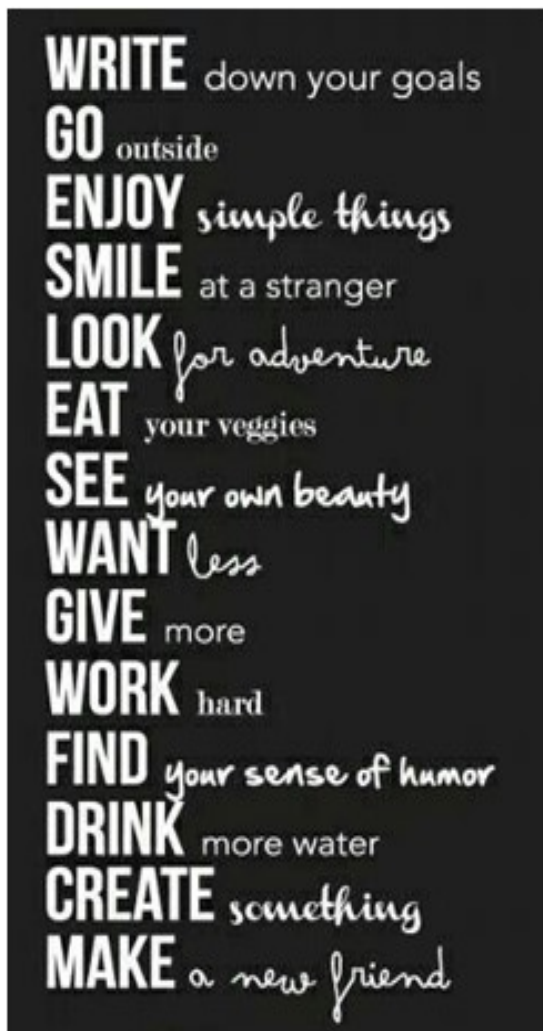 WRITE down your goals
GO outside
ENJOY simple things
SMILE at a stranger
LOOK for adventure
EAT your veggies
SEE your own beauty
WANT less
GIVE more
WORK hard
FIND your sense of humor
DRINK more water
CREATE something
MAKE a new friend